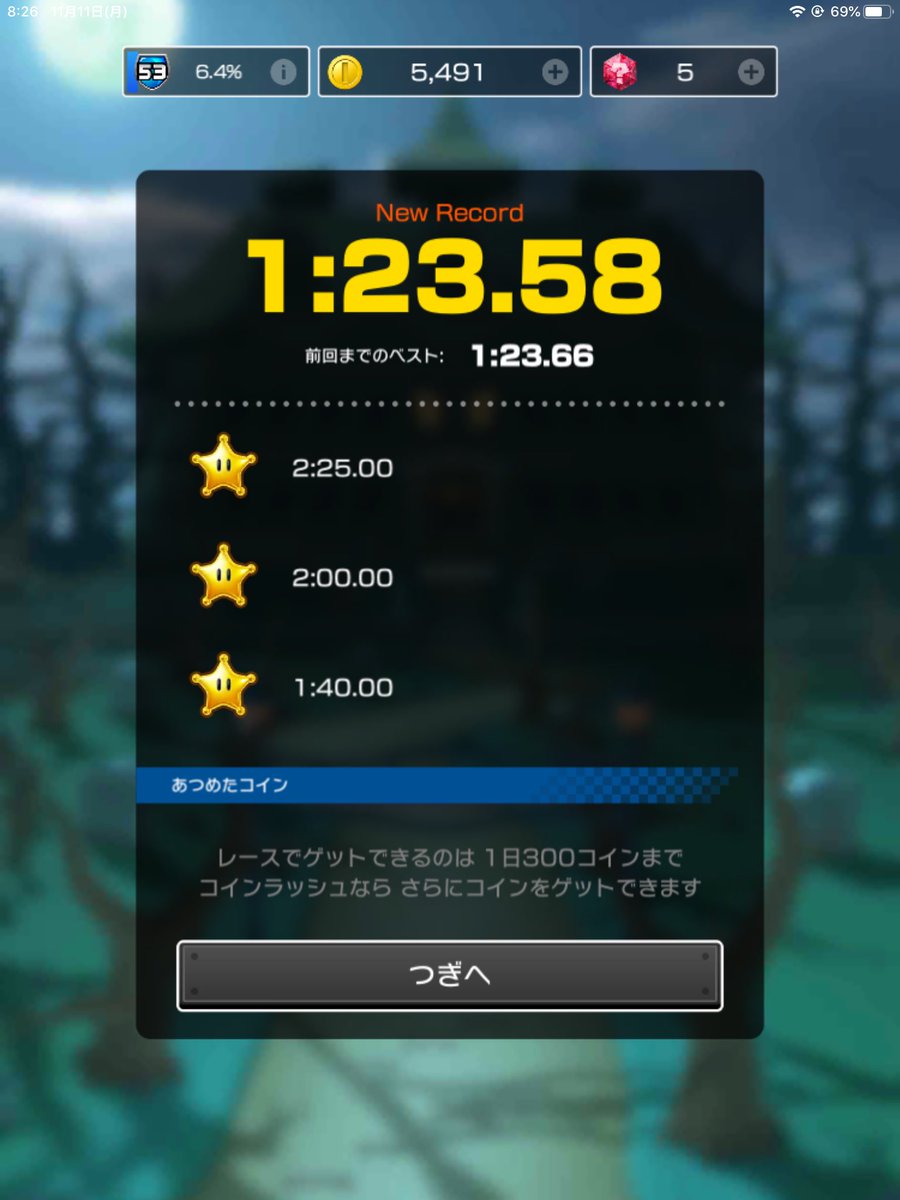 8:26 11月11日(月)
69%
53 6.4% i 5,491 + ? 5 +
New Record
1:23.58
前回までのベスト: 1:23.66
2:25.00
2:00.00
1:40.00
あつめたコイン
レースでゲットできるのは 1日300コインまで
コインラッシュなら さらにコインをゲットできます
つぎへ